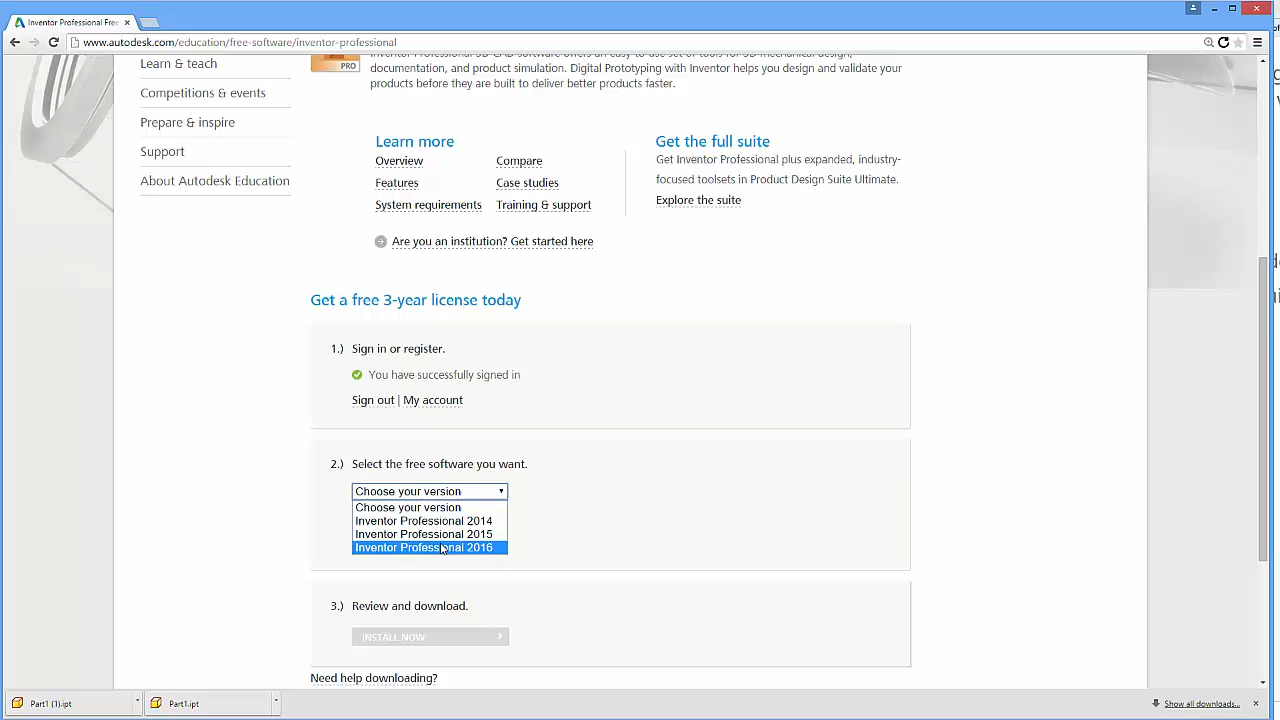 Inventor Professional Free
www.autodesk.com/education/free-software/inventor-professional
Learn & teach
Competitions & events
Prepare & inspire
Support
About Autodesk Education
PRO
documentation, and product simulation. Digital Prototyping with Inventor helps you design and validate your
products before they are built to deliver better products faster.
Learn more
Overview
Compare
Features
Case studies
System requirements
Training & support
Get the full suite
Get Inventor Professional plus expanded, industry-
focused toolsets in Product Design Suite Ultimate.
Explore the suite
Are you an institution? Get started here
Get a free 3-year license today
1.) Sign in or register.
You have successfully signed in
Sign out | My account
2.) Select the free software you want.
Choose your version
Choose your version
Inventor Professional 2014
Inventor Professional 2015
Inventor Professional 2016
3.) Review and download.
INSTALL NOW
Need help downloading?
Part1 (1).ipt
Part1.ipt
Show all downloads...